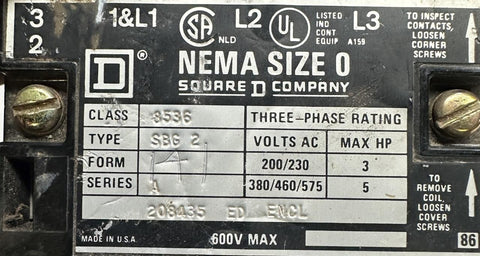 3 1&L1 SA NLD L2 UL LISTED IND CONT EQUIP A159 L3 TO INSPECT CONTACTS, LOOSEN CORNER SCREWS
2
D NEMA SIZE 0
SQUARE D COMPANY
CLASS 8536 THREE-PHASE RATING
TYPE SBG 2 VOLTS AC MAX HP
FORM 200/230 3
SERIES A 380/460/575 5
208435 ED ENCL
TO REMOVE COIL, LOOSEN COVER SCREWS
MADE IN U.S.A. 600V MAX 86